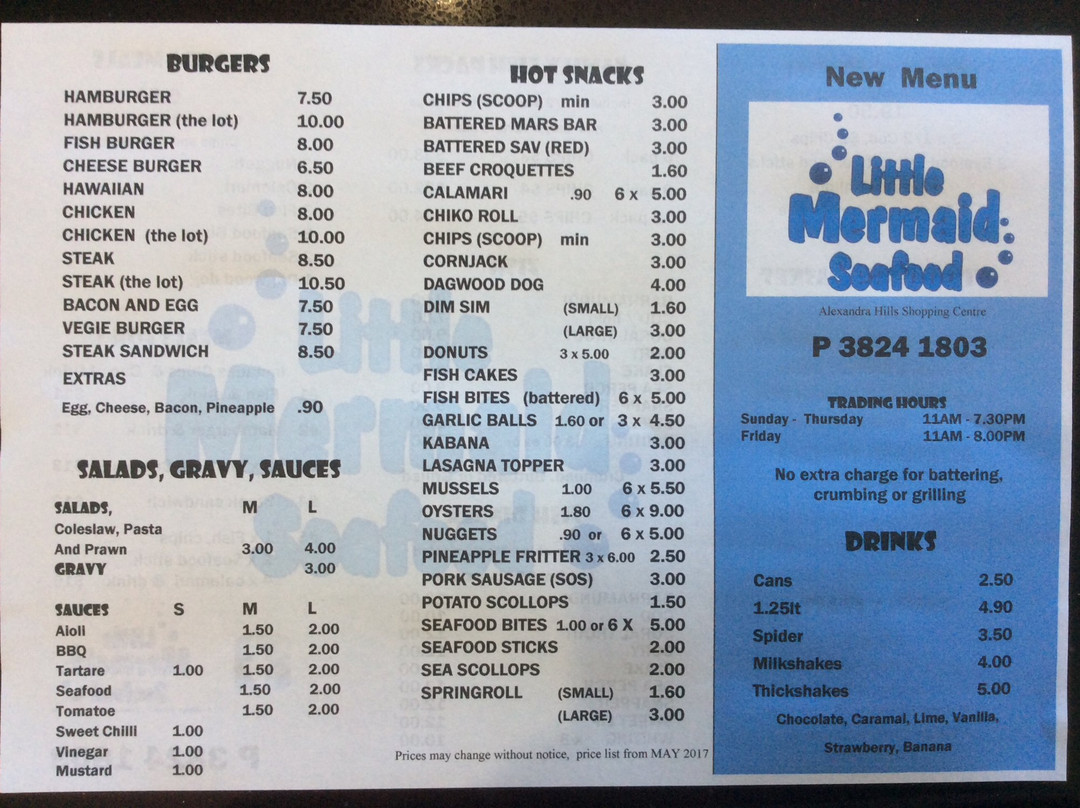 BURGERS
HAMBURGER 7.50
HAMBURGER (the lot) 10.00
FISH BURGER 8.00
CHEESE BURGER 6.50
HAWAIIAN 8.00
CHICKEN 8.00
CHICKEN (the lot) 10.00
STEAK 8.50
STEAK (the lot) 10.50
BACON AND EGG 7.50
VEGIE BURGER 7.50
STEAK SANDWICH 8.50
EXTRAS
Egg, Cheese, Bacon, Pineapple .90
SALADS, GRAVY, SAUCES
SALADS, M L
Coleslaw, Pasta
And Prawn 3.00 4.00
GRAVY 3.00
SAUCES S M L
Aioli 1.50 2.00
BBQ 1.50 2.00
Tartare 1.00 1.50 2.00
Seafood 1.50 2.00
Tomatoe 1.50 2.00
Sweet Chilli 1.00
Vinegar 1.00
Mustard 1.00
HOT SNACKS
CHIPS (SCOOP) min 3.00
BATTERED MARS BAR 3.00
BATTERED SAV (RED) 3.00
BEEF CROQUETTES 1.60
CALAMARI .90 6 x 5.00
CHIKO ROLL 3.00
CHIPS (SCOOP) min 3.00
CORNJACK 3.00
DAGWOOD DOG 4.00
DIM SIM (SMALL) 1.60
(LARGE) 3.00
DONUTS 3 x 5.00 2.00
FISH CAKES 3.00
FISH BITES (battered) 6 x 5.00
GARLIC BALLS 1.60 or 3 x 4.50
KABANA 3.00
LASAGNA TOPPER 3.00
MUSSELS 1.00 6 x 5.50
OYSTERS 1.80 6 x 9.00
NUGGETS .90 or 6 x 5.00
PINEAPPLE FRITTER 3 x 6.00 2.50
PORK SAUSAGE (SOS) 3.00
POTATO SCOLLOPS 1.50
SEAFOOD BITES 1.00 or 6 X 5.00
SEAFOOD STICKS 2.00
SEA SCOLLOPS 2.00
SPRINGROLL (SMALL) 1.60
(LARGE) 3.00
Prices may change without notice, price list from MAY 2017
New Menu
Little
Mermaid
Seafood
Alexandra Hills Shopping Centre
P 3824 1803
TRADING HOURS
Sunday - Thursday 11AM - 7.30PM
Friday 11AM - 8.00PM
No extra charge for battering,
crumbing or grilling
DRINKS
Cans 2.50
1.25lt 4.90
Spider 3.50
Milkshakes 4.00
Thickshakes 5.00
Chocolate, Caramal, Lime, Vanilla,
Strawberry, Banana